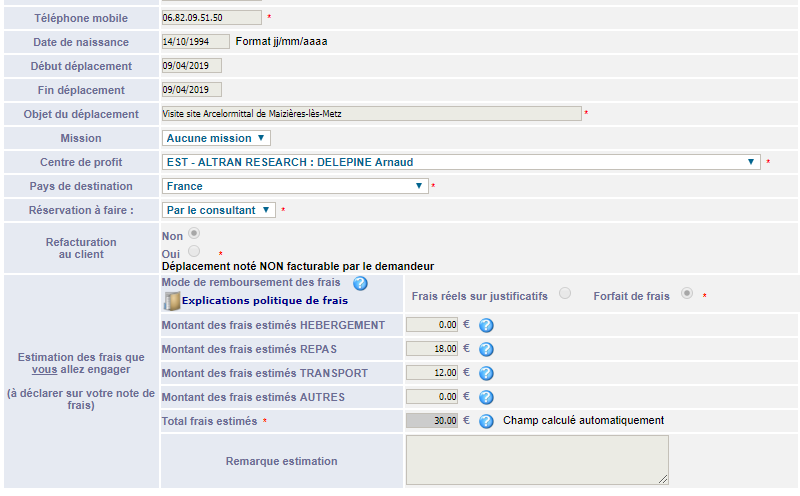 Téléphone mobile 06.82.09.51.50 *
Date de naissance 14/10/1994 Format jj/mm/aaaa
Début déplacement 09/04/2019
Fin déplacement 09/04/2019
Objet du déplacement Visite site Arcelormittal de Maizières-lès-Metz *
Mission Aucune mission ▼
Centre de profit EST - ALTRAN RESEARCH : DELEPINE Arnaud ▼ *
Pays de destination France ▼ *
Réservation à faire : Par le consultant ▼ *
Refacturation
au client
Non
Oui *
Déplacement noté NON facturable par le demandeur
Estimation des frais que
vous allez engager
(à déclarer sur votre note de
frais)
Mode de remboursement des frais ?
Explications politique de frais
Frais réels sur justificatifs Forfait de frais *
Montant des frais estimés HEBERGEMENT 0.00 € ?
Montant des frais estimés REPAS 18.00 € ?
Montant des frais estimés TRANSPORT 12.00 € ?
Montant des frais estimés AUTRES 0.00 € ?
Total frais estimés * 30.00 € ? Champ calculé automatiquement
Remarque estimation